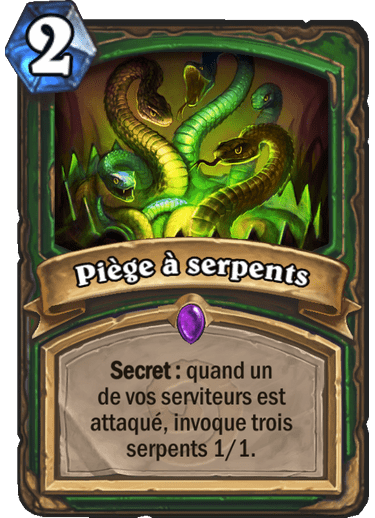 2
Piège à serpents
Secret : quand un
de vos serviteurs est
attaqué, invoque trois
serpents 1/1.